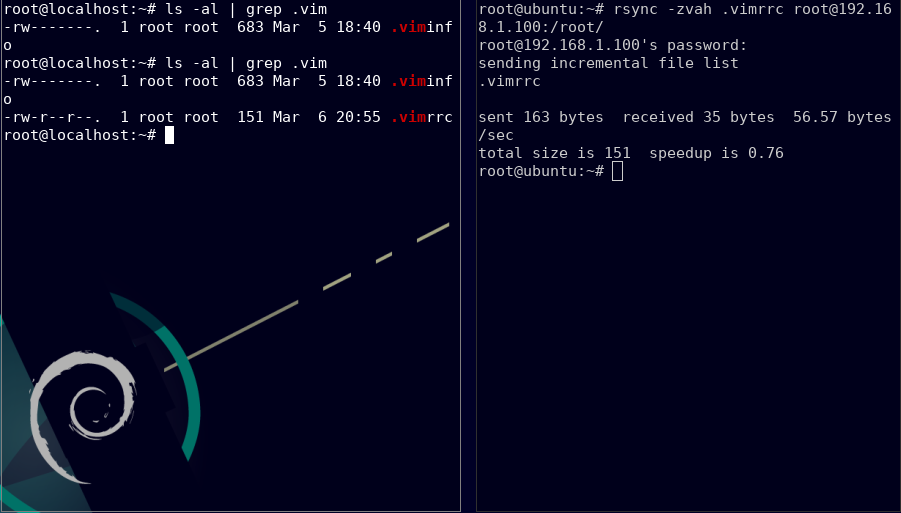 root@localhost:~# ls -al | grep .vim
-rw-------.  1 root root  683 Mar  5 18:40 .viminf
o
root@localhost:~# ls -al | grep .vim
-rw-------.  1 root root  683 Mar  5 18:40 .viminf
o
-rw-r--r--.  1 root root  151 Mar  6 20:55 .vimrrc
root@localhost:~#
root@ubuntu:~# rsync -zvah .vimrrc root@192.16
8.1.100:/root/
root@192.168.1.100's password:
sending incremental file list
.vimrrc

sent 163 bytes  received 35 bytes  56.57 bytes
/sec
total size is 151  speedup is 0.76
root@ubuntu:~#